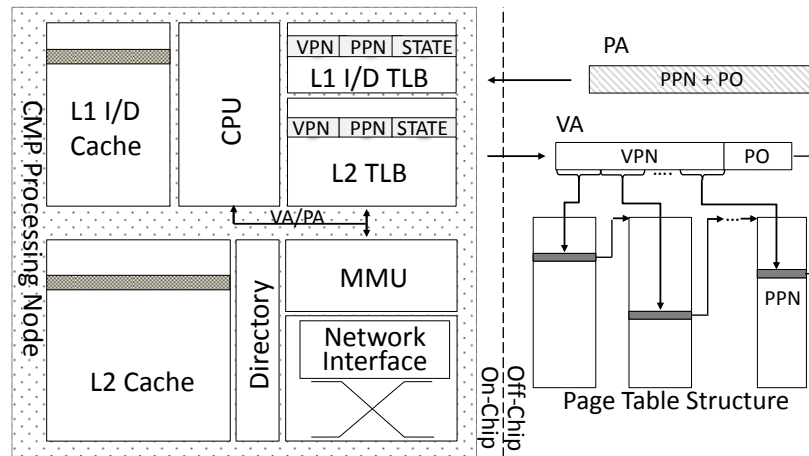 CMP Processing Node
L1 I/D
Cache
CPU
VPN PPN STATE
L1 I/D TLB
VPN PPN STATE
L2 TLB
VA/PA
L2 Cache
Directory
MMU
Network
Interface
On-Chip
Off-Chip
PA
PPN + PO
VA
VPN PO
....
...
PPN
Page Table Structure